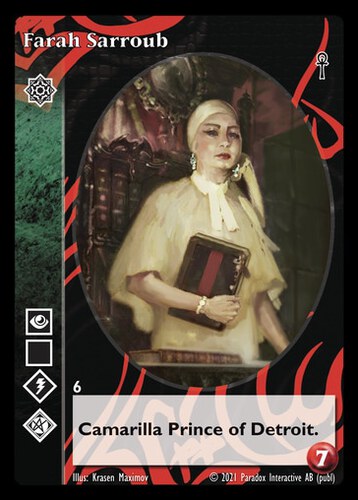 Farah Sarroub
6
Camarilla Prince of Detroit.
7
Illus: Krasen Maximov © 2021 Paradox Interactive AB (publ)